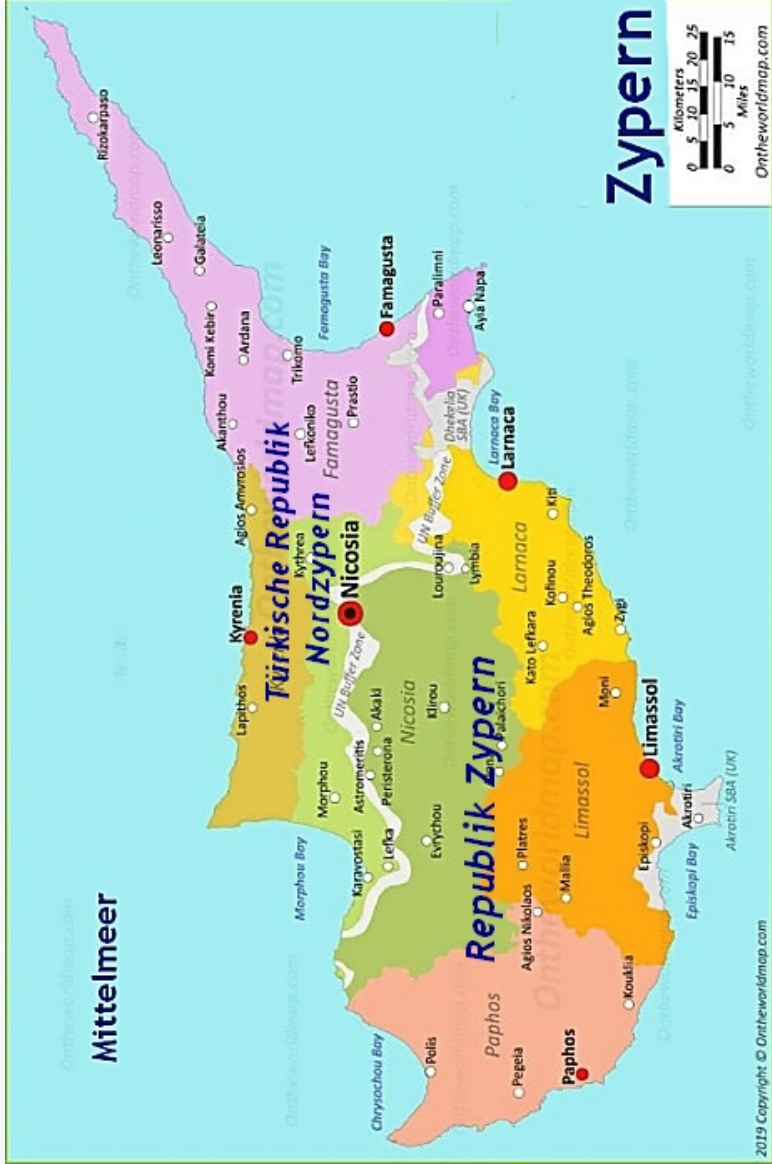 Mittelmeer
Zypern
Kilometers
0 5 10 15 20 25
0 5 10 15
Miles
Ontheworldmap.com
Türkische Republik
Nordzypern
Republik Zypern
Rizokarpaso
Leonarisso
Galateia
Komi Kebir
Ardana
Akanthou
Trikomo
Famagusta Bay
Lefkoniko
Prastio
Famagusta
Famagusta
Paralimni
Ayia Napa
Agios Amvrosios
Kyrenia
Lapithos
Kythrea
Nicosia
UN Buffer Zone
UN Buffer Zone
Dhekelia
SBA (UK)
Larnaca Bay
Larnaca
Larnaca
Kiti
Louroujina
Lymbia
Kofinou
Agios Theodoros
Kato Lefkara
Zygi
Morphou Bay
Morphou
Astromeritis
Akaki
Peristerona
Karavostasi
Lefka
Nicosia
Klirou
Evrychou
Palaichori
Platres
Mallia
Agios Nikolaos
Limassol
Moni
Limassol
Akrotiri Bay
Episkopi
Akrotiri
Akrotiri SBA (UK)
Episkopi Bay
Chrysochou Bay
Polis
Pegeia
Paphos
Paphos
Kouklia
2019 Copyright © Ontheworldmap.com